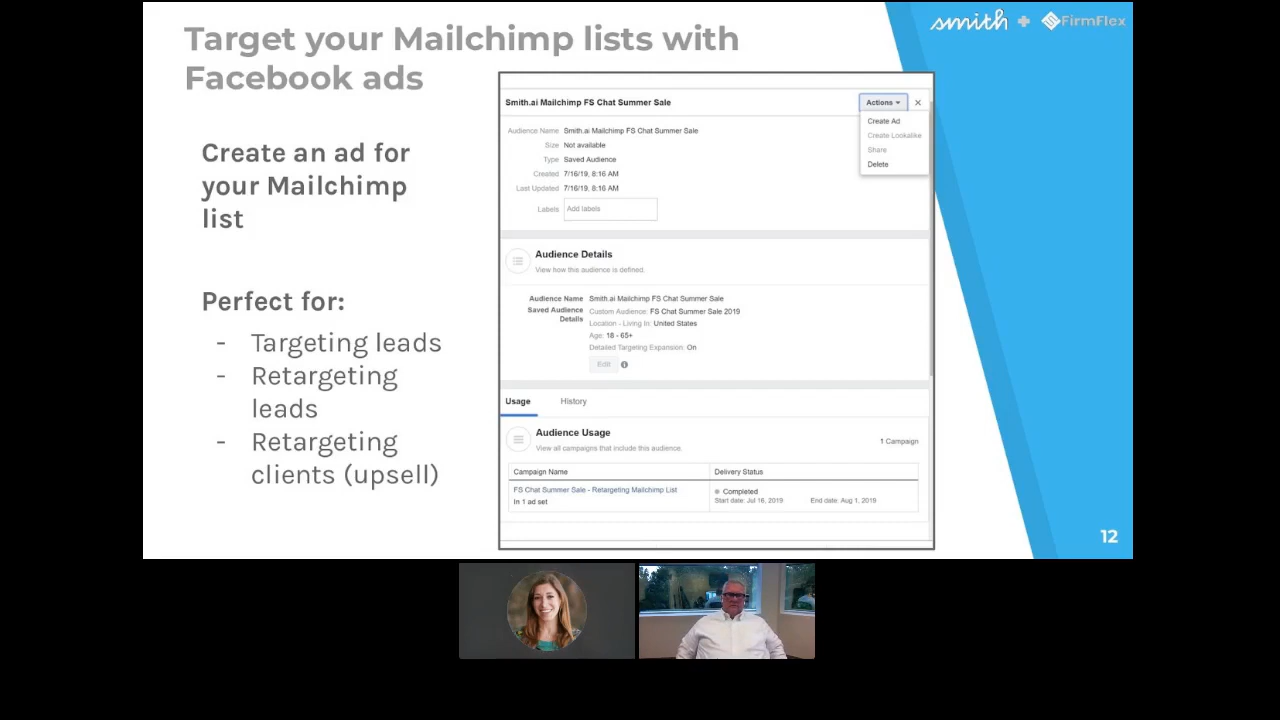 smith + FirmFlex
Target your Mailchimp lists with
Facebook ads
Create an ad for
your Mailchimp
list
Perfect for:
- Targeting leads
- Retargeting
leads
- Retargeting
clients (upsell)
Smith.ai Mailchimp FS Chat Summer Sale
Actions
Create Ad
Create Lookalike
Share
Delete
Audience Name Smith.ai Mailchimp FS Chat Summer Sale
Size Not available
Type Saved Audience
Created 7/16/19, 8:16 AM
Last Updated 7/16/19, 8:16 AM
Labels Add labels
Audience Details
View how this audience is defined.
Audience Name Smith.ai Mailchimp FS Chat Summer Sale
Saved Audience Custom Audience: FS Chat Summer Sale 2019
Details Location - Living In: United States
Age: 18 - 65+
Detailed Targeting Expansion: On
Edit
Usage History
Audience Usage
View all campaigns that include this audience.
1 Campaign
Campaign Name Delivery Status
FS Chat Summer Sale - Retargeting Mailchimp List Completed
In 1 ad set Start date: Jul 16, 2019 End date: Aug 1, 2019
12